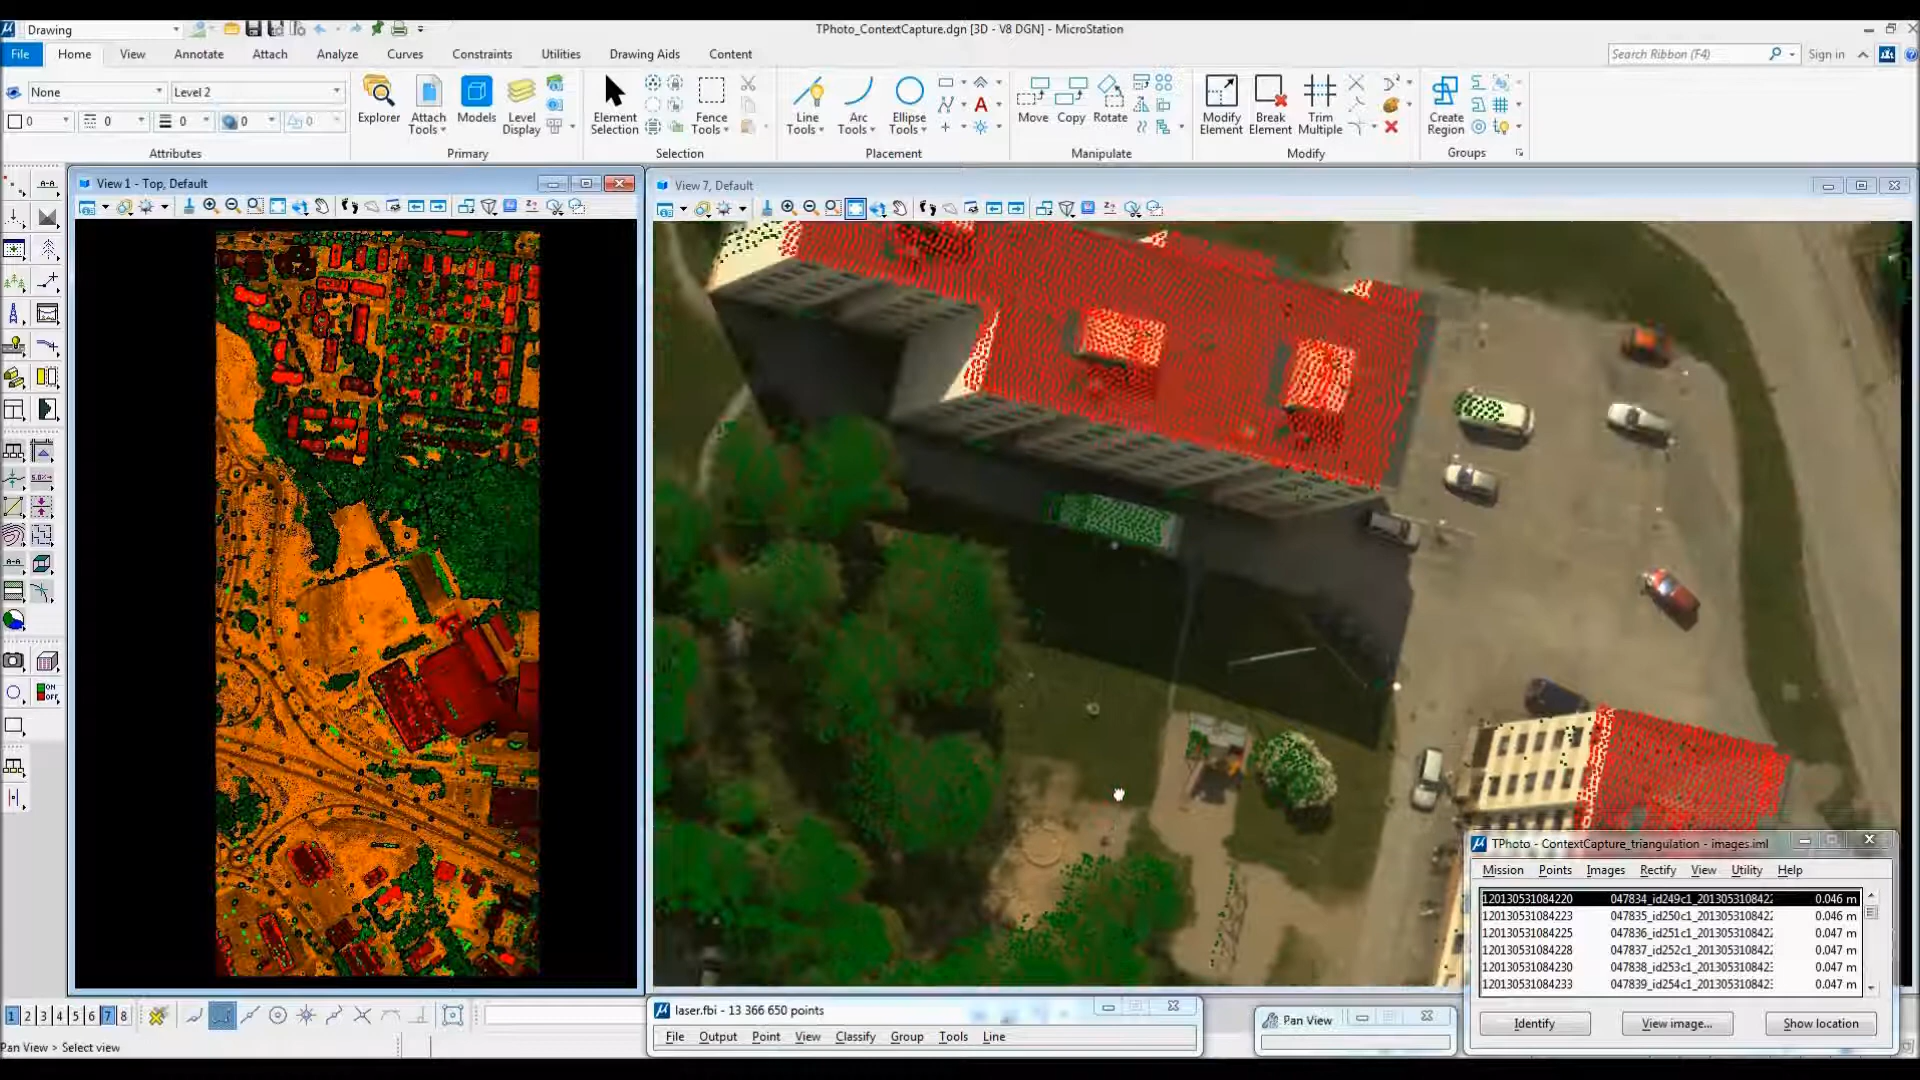 Drawing
TPhoto_ContextCapture.dgn [3D - V8 DGN] - MicroStation
File Home View Annotate Attach Analyze Curves Constraints Utilities Drawing Aids Content
Search Ribbon (F4) Sign in
None Level 2
0 0 0 0 0
Explorer Attach Tools Models Level Display
Element Selection Fence Tools
Line Tools Arc Tools Ellipse Tools
Move Copy Rotate
Modify Element Break Element Trim Multiple
Create Region
Attributes Primary Selection Placement Manipulate Modify Groups
View 1 - Top, Default
View 7, Default
TPhoto - ContextCapture_triangulation - images.iml
Mission Points Images Rectify View Utility Help
120130531084220 047834_id249c1_2013053108422 0.046 m
120130531084223 047835_id250c1_2013053108422 0.046 m
120130531084225 047836_id251c1_2013053108422 0.047 m
120130531084228 047837_id252c1_2013053108422 0.047 m
120130531084230 047838_id253c1_2013053108423 0.047 m
120130531084233 047839_id254c1_2013053108423 0.047 m
Identify View image... Show location
1 2 3 4 5 6 7 8
laser.fbi - 13 366 650 points
File Output Point View Classify Group Tools Line
Pan View
Pan View > Select view